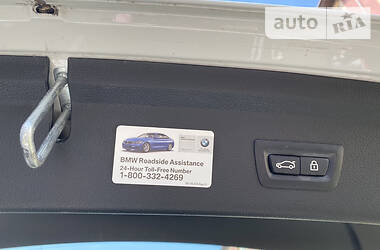 auto RIA
BMW Roadside Assistance
24-Hour Toll-Free Number
1-800-332-4269